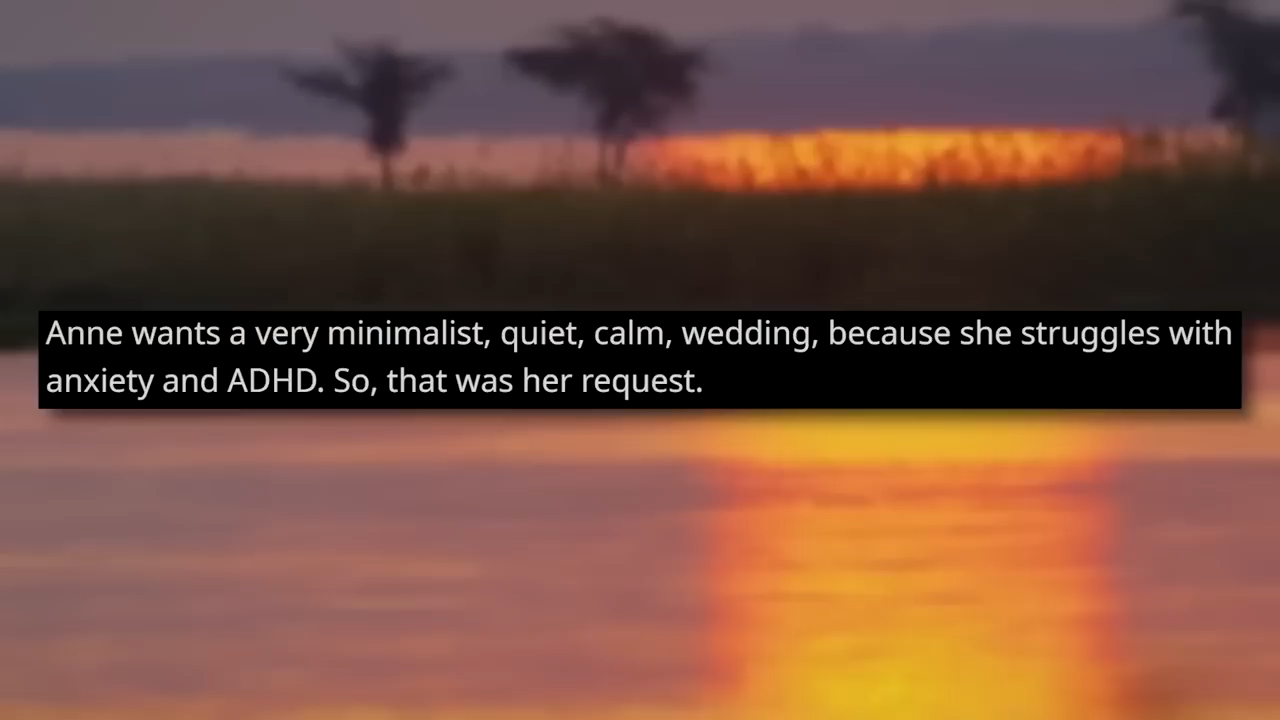 Anne wants a very minimalist, quiet, calm, wedding, because she struggles with
anxiety and ADHD. So, that was her request.